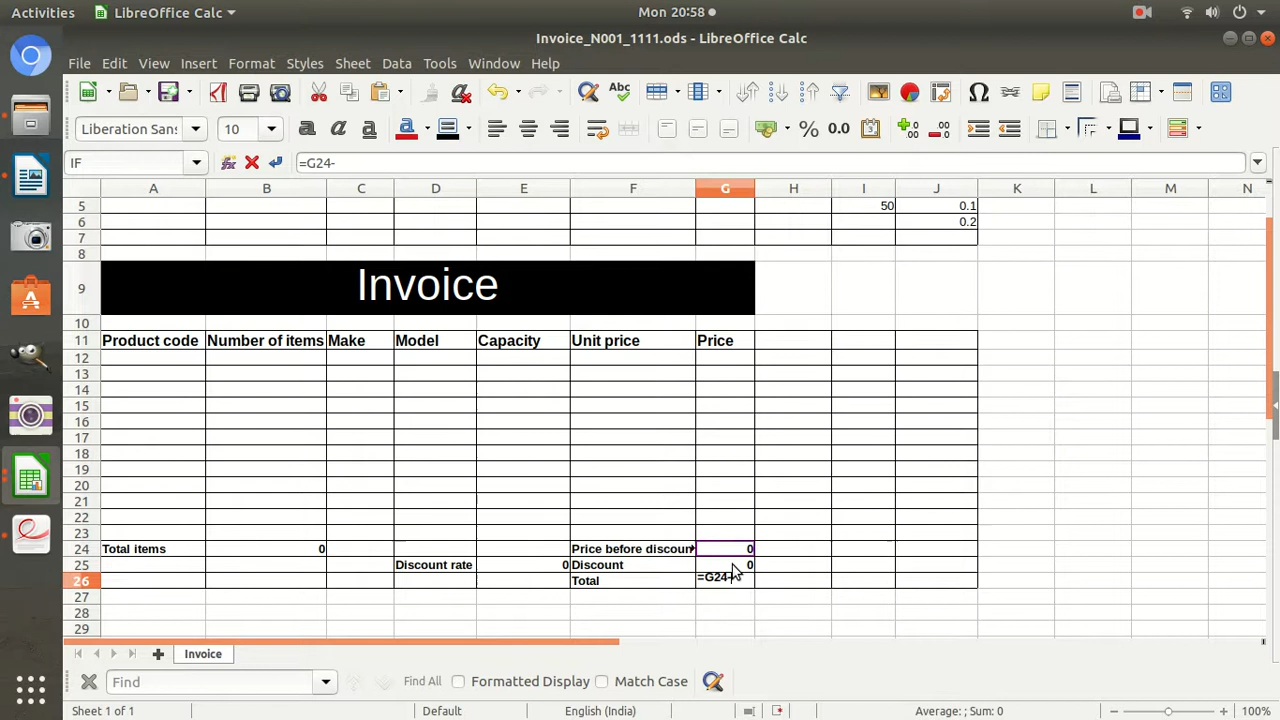 Activities LibreOffice Calc Mon 20:58
Invoice_N001_1111.ods - LibreOffice Calc
File Edit View Insert Format Styles Sheet Data Tools Window Help
Liberation Sans 10
IF =G24-
A B C D E F G H I J K L M N
5 50 0.1
6 0.2
7
8
9 Invoice
10
11 Product code Number of items Make Model Capacity Unit price Price
12
13
14
15
16
17
18
19
20
21
22
23
24 Total items 0 Price before discoun 0
25 Discount rate 0 Discount 0
26 Total =G24-
27
28
29
Invoice
Find Find All Formatted Display Match Case
Sheet 1 of 1 Default English (India) Average: ; Sum: 0 100%